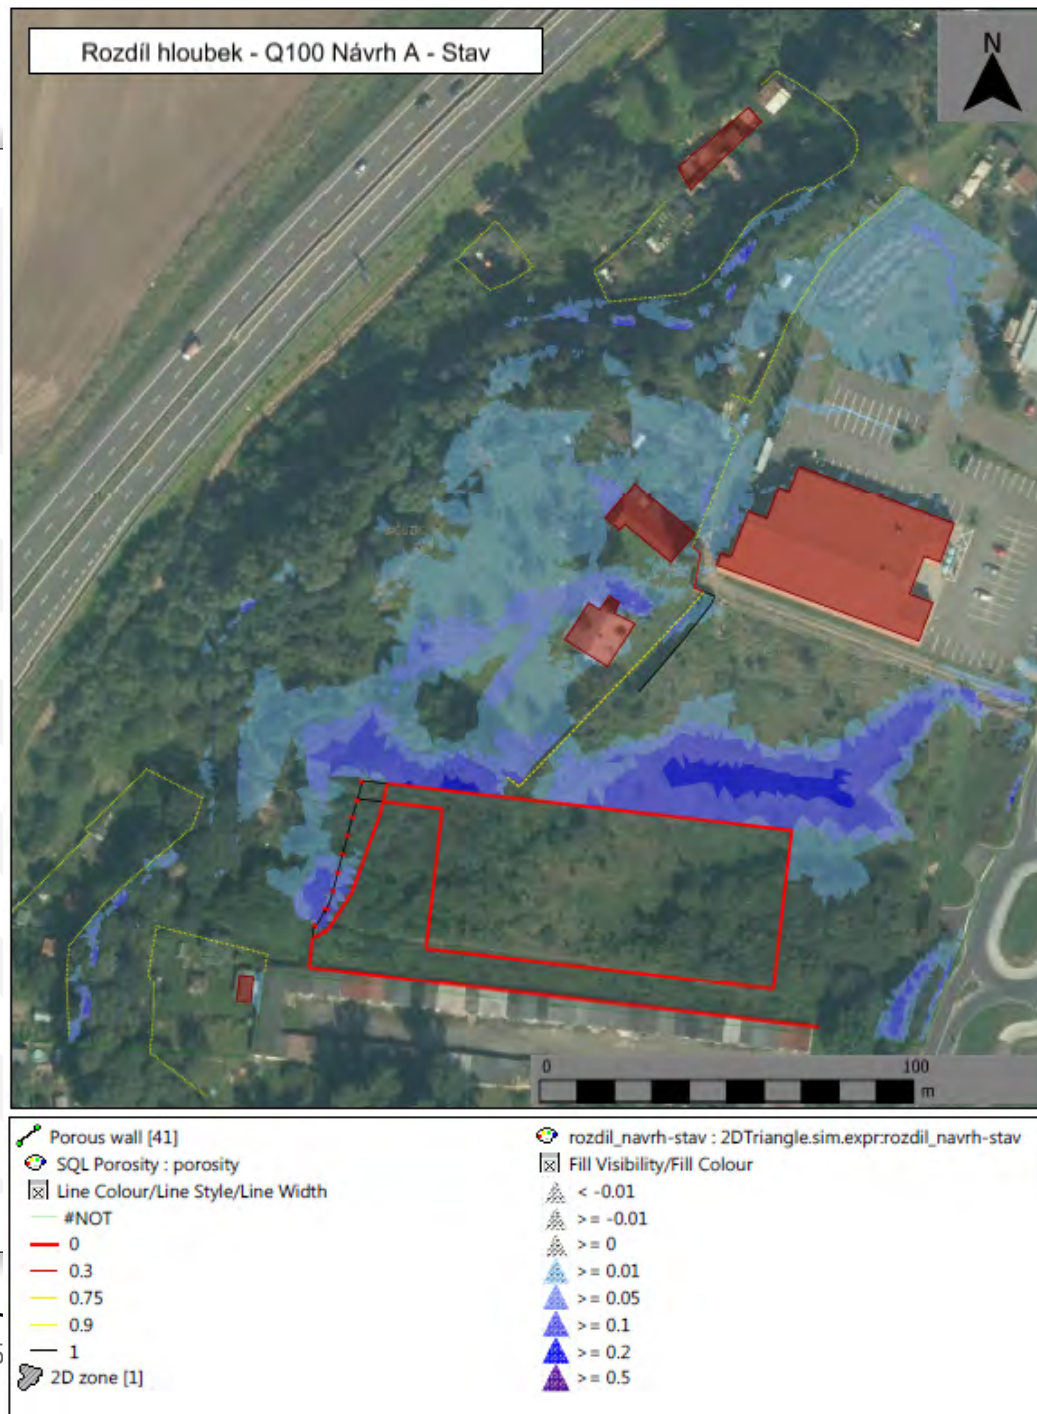 Rozdíl hloubek - Q100 Návrh A - Stav
N
0 100
m
Porous wall [41]
SQL Porosity : porosity
Line Colour/Line Style/Line Width
#NOT
0
0.3
0.75
0.9
1
2D zone [1]
rozdil_navrh-stav : 2DTriangle.sim.expr:rozdil_navrh-stav
Fill Visibility/Fill Colour
< -0.01
>= -0.01
>= 0
>= 0.01
>= 0.05
>= 0.1
>= 0.2
>= 0.5